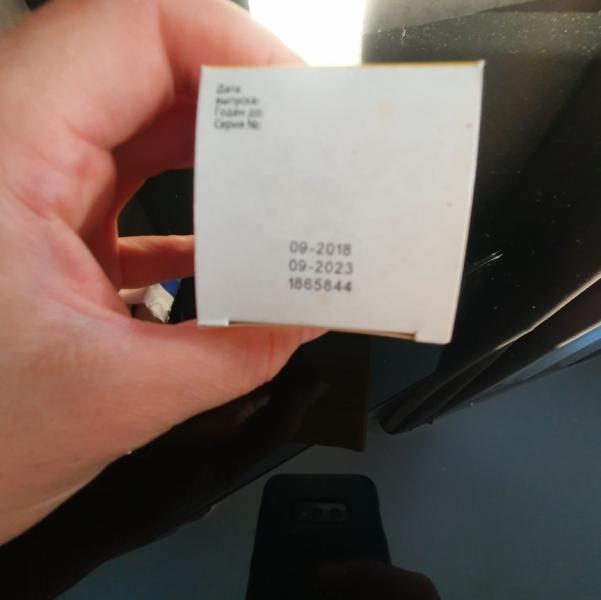 Дата
выпуска:
Годен до:
Серия №:
09-2018
09-2023
1865844